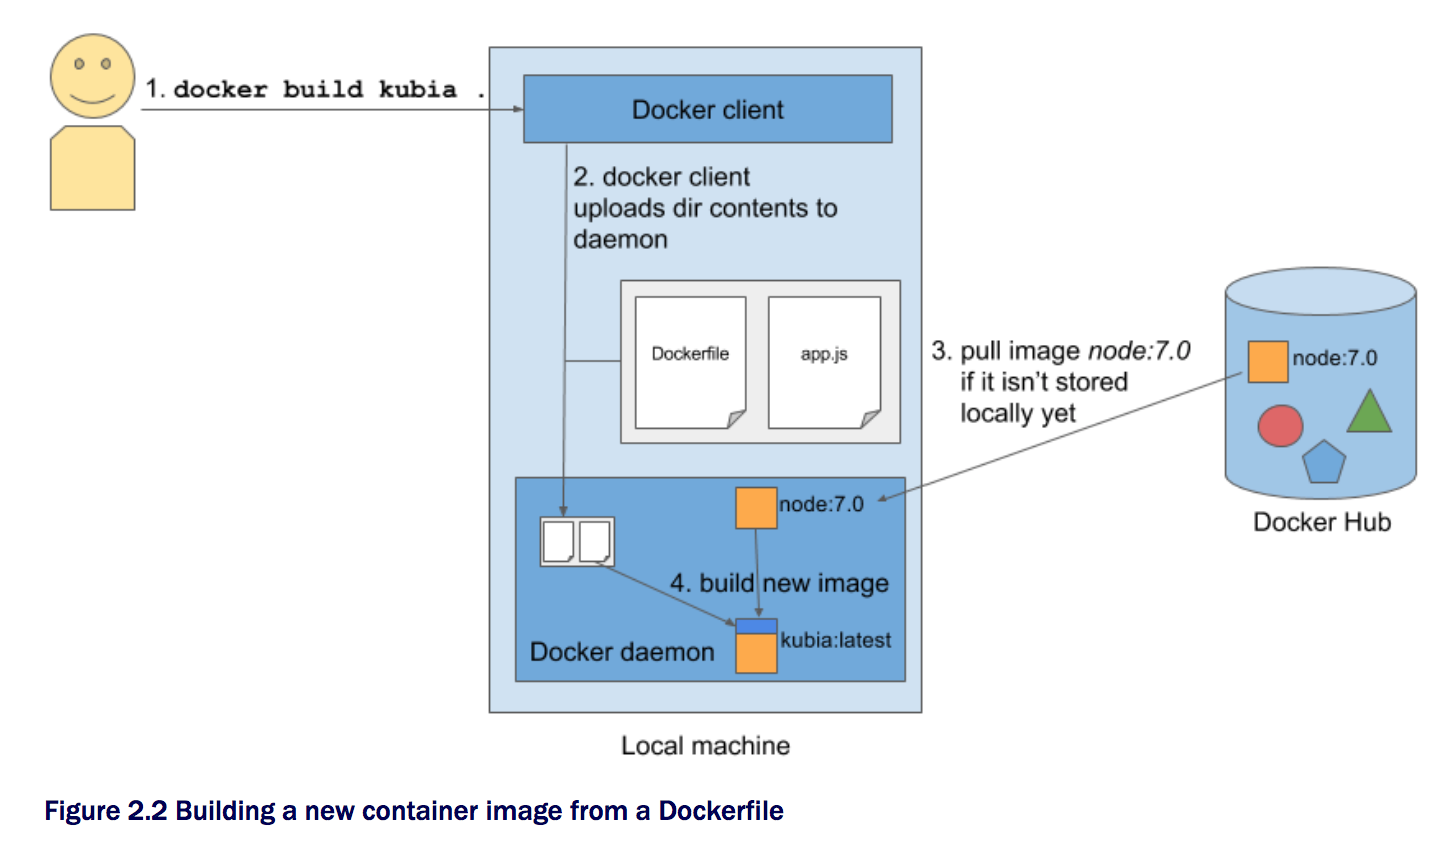 1. docker build kubia .
Docker client
2. docker client
uploads dir contents to
daemon
Dockerfile
app.js
3. pull image node:7.0
if it isn't stored
locally yet
node:7.0
Docker Hub
node:7.0
4. build new image
kubia:latest
Docker daemon
Local machine
Figure 2.2 Building a new container image from a Dockerfile